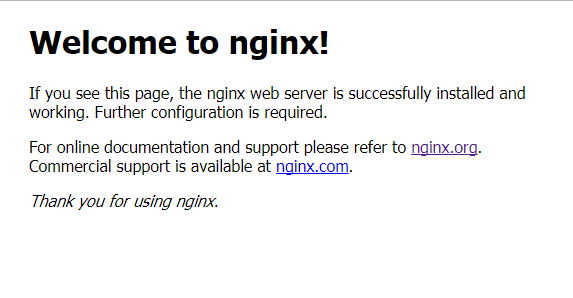 Welcome to nginx!
If you see this page, the nginx web server is successfully installed and
working. Further configuration is required.
For online documentation and support please refer to nginx.org.
Commercial support is available at nginx.com.
Thank you for using nginx.